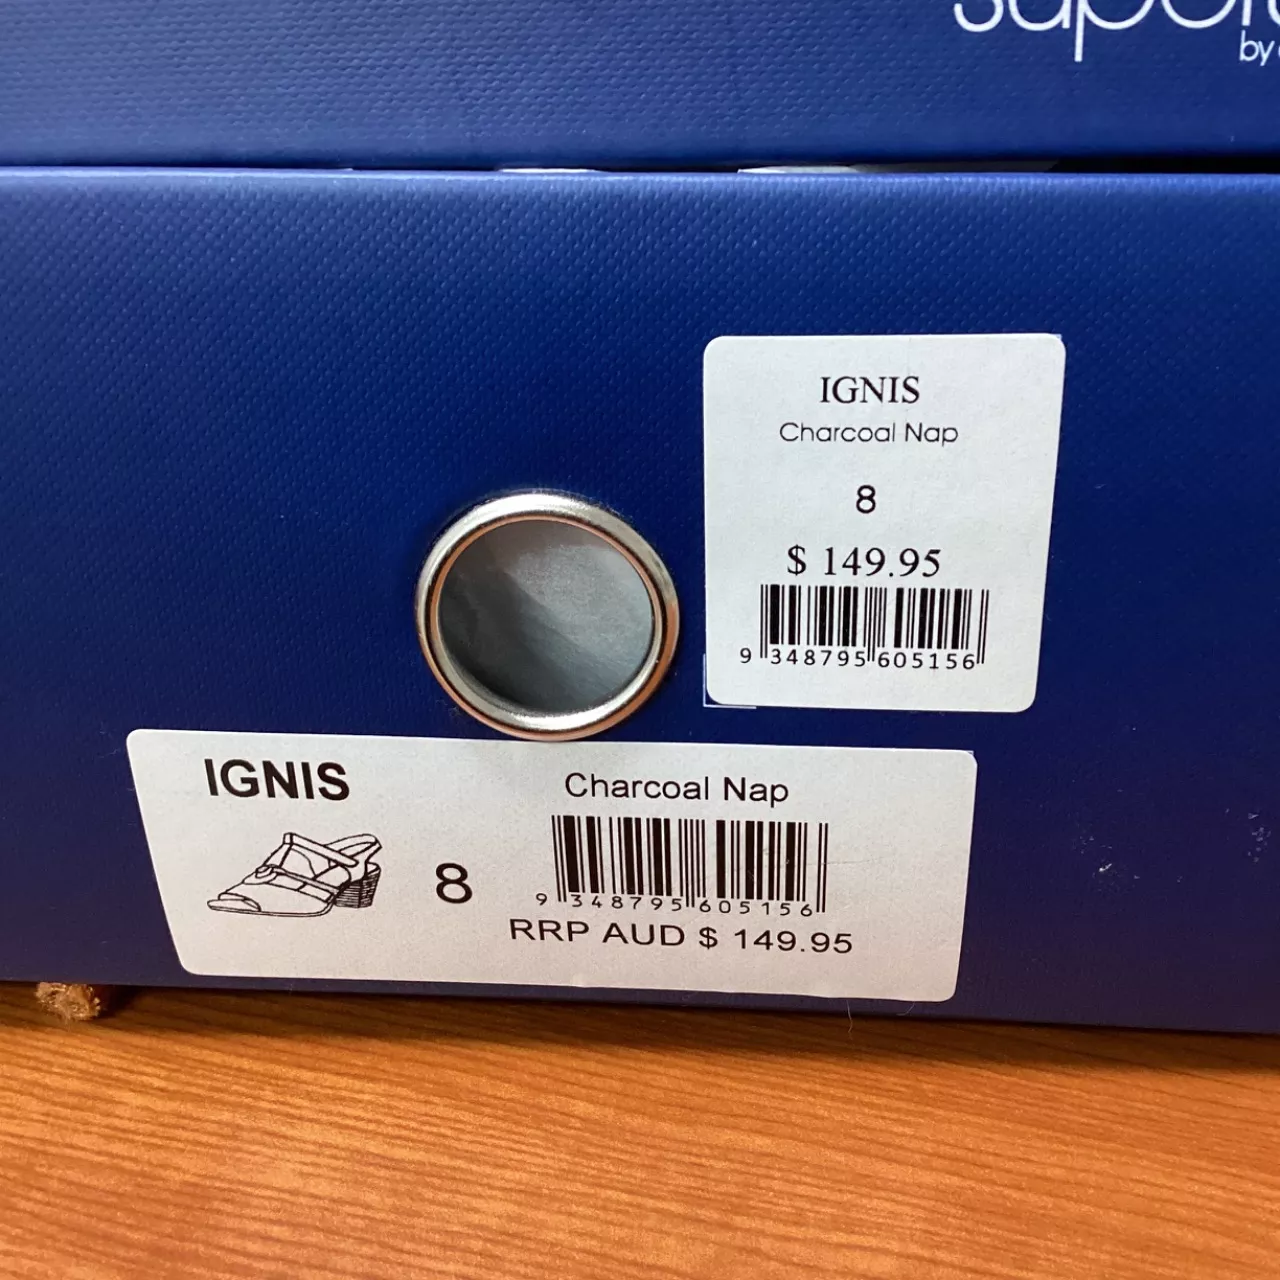 by
IGNIS
Charcoal Nap
8
$ 149.95
9 348795 605156
IGNIS
Charcoal Nap
8
9 348795 605156
RRP AUD $ 149.95